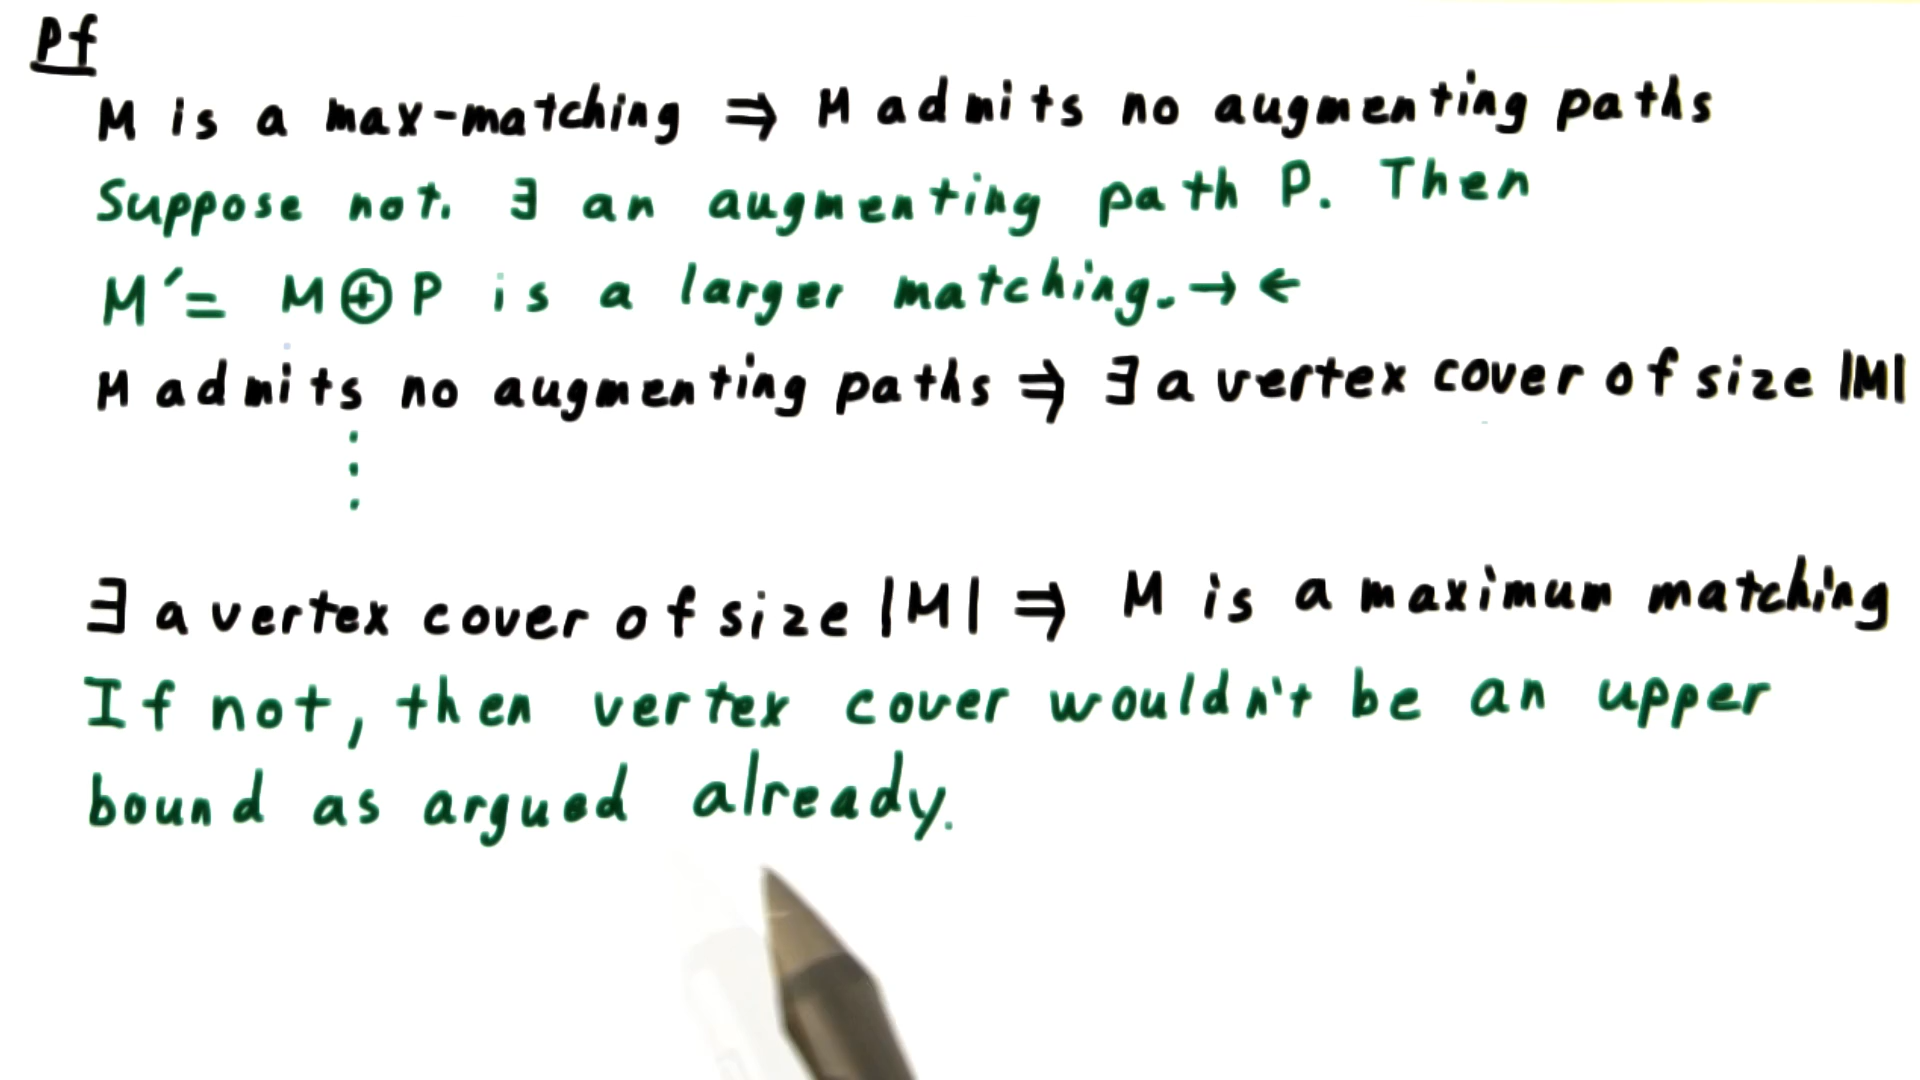 Pf
M is a max-matching ⇒ M admits no augmenting paths
Suppose not. ∃ an augmenting path P. Then
M′= M⊕P is a larger matching. → ←
M admits no augmenting paths ⇒ ∃ a vertex cover of size |M|
⋮
∃ a vertex cover of size |M| ⇒ M is a maximum matching
If not, then vertex cover wouldn't be an upper
bound as argued already.